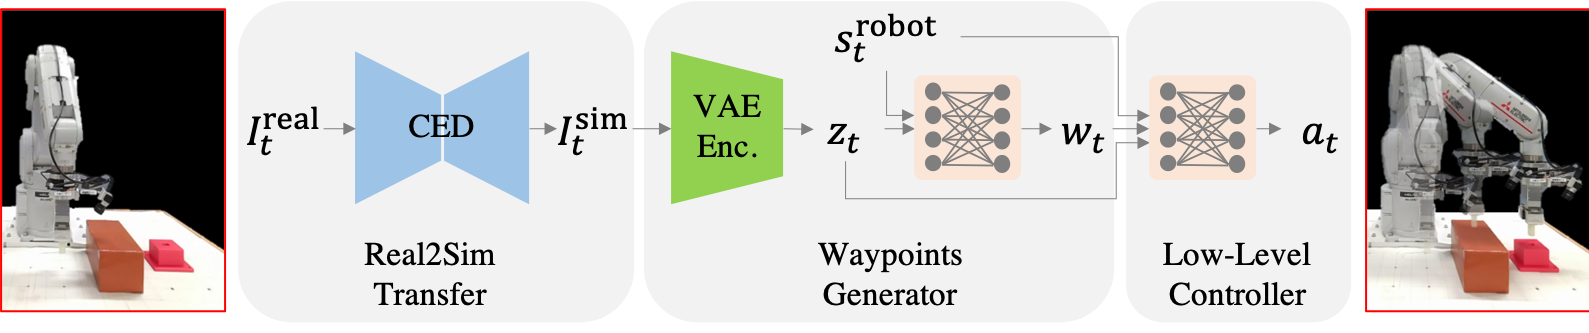 I_t^real
CED
I_t^sim
Real2Sim
Transfer
VAE
Enc.
z_t
s_t^robot
w_t
Waypoints
Generator
a_t
Low-Level
Controller